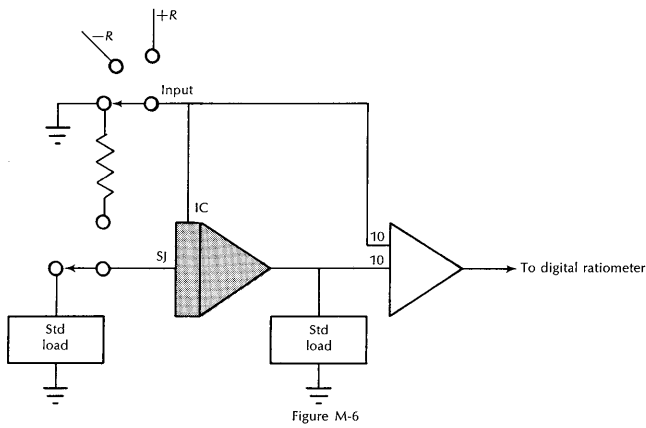 +R
−R
Input
IC
SJ
10
10
To digital ratiometer
Std
load
Std
load
Figure M-6